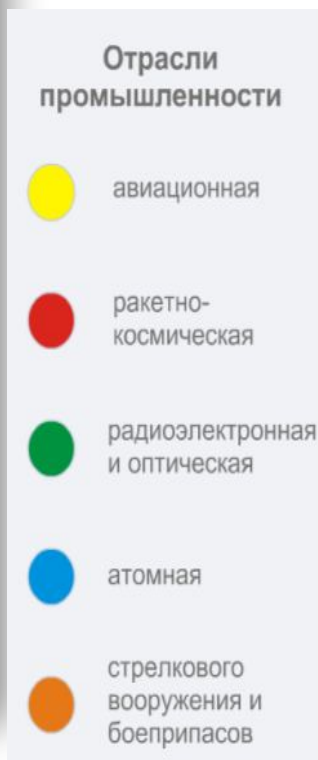 Отрасли
промышленности
авиационная
ракетно-
космическая
радиоэлектронная
и оптическая
атомная
стрелкового
вооружения и
боеприпасов